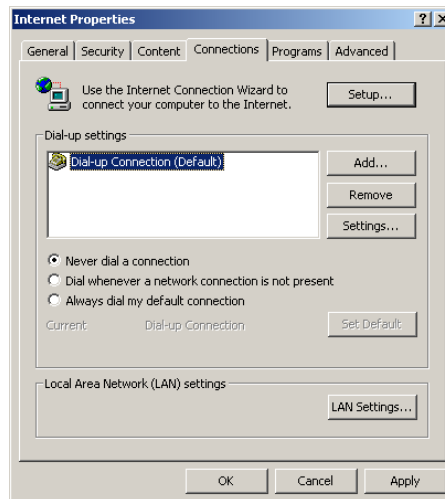 Internet Properties
General Security Content Connections Programs Advanced
Use the Internet Connection Wizard to
connect your computer to the Internet.
Setup...
Dial-up settings
Dial-up Connection (Default)
Add...
Remove
Settings...
Never dial a connection
Dial whenever a network connection is not present
Always dial my default connection
Current Dial-up Connection Set Default
Local Area Network (LAN) settings
LAN Settings...
OK Cancel Apply